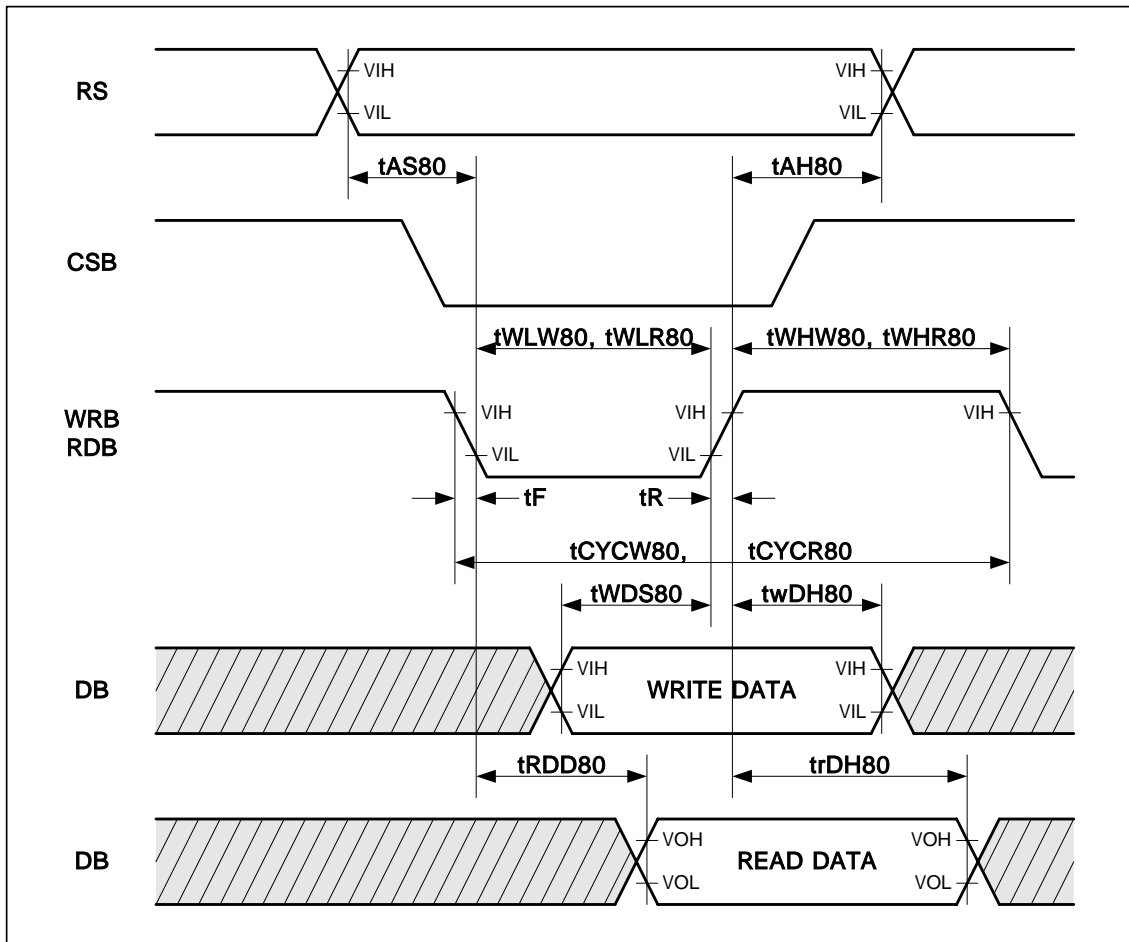 RS
VIH
VIH
VIL
VIL
tAS80
tAH80
CSB
tWLW80, tWLR80
tWHW80, tWHR80
WRB
RDB
VIH
VIH
VIH
VIL
VIL
tF
tR
tCYCW80, tCYCR80
tWDS80
twDH80
DB
VIH
VIH
WRITE DATA
VIL
VIL
tRDD80
trDH80
DB
VOH
VOH
READ DATA
VOL
VOL